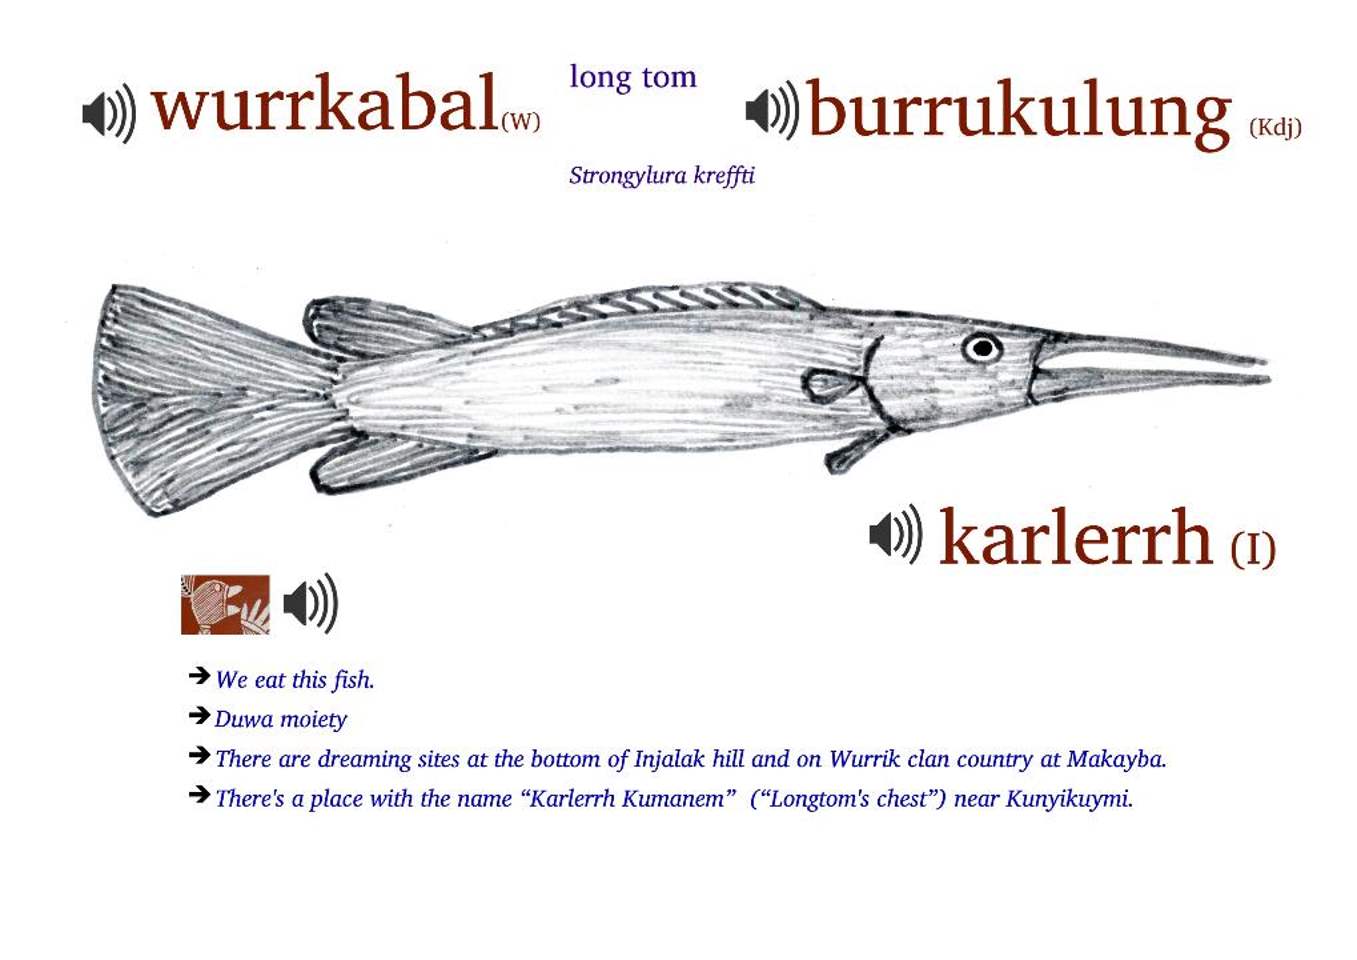 wurrkabal(W)
long tom
burrukulung (Kdj)
Strongylura kreffti
karlerrh (I)
➔ We eat this fish.
➔ Duwa moiety
➔ There are dreaming sites at the bottom of Injalak hill and on Wurrik clan country at Makayba.
➔ There's a place with the name “Karlerrh Kumanem” (“Longtom's chest”) near Kunyikuymi.